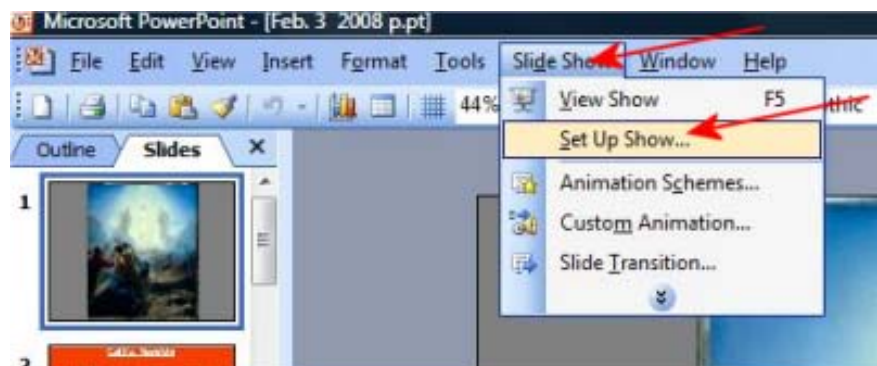 Microsoft PowerPoint - [Feb. 3 2008 p.pt]
File Edit View Insert Format Tools Slide Show Window Help
44%
View Show F5
Set Up Show...
Outline Slides
Animation Schemes...
1
Custom Animation...
Slide Transition...
2